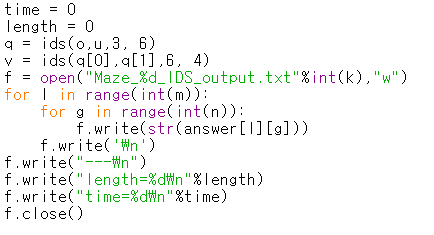 time = 0
length = 0
q = ids(o,u,3, 6)
v = ids(q[0],q[1],6, 4)
f = open("Maze_%d_IDS_output.txt"%int(k),"w")
for l in range(int(m)):
    for g in range(int(n)):
        f.write(str(answer[l][g]))
    f.write('₩n')
f.write("---₩n")
f.write("length=%d₩n"%length)
f.write("time=%d₩n"%time)
f.close()